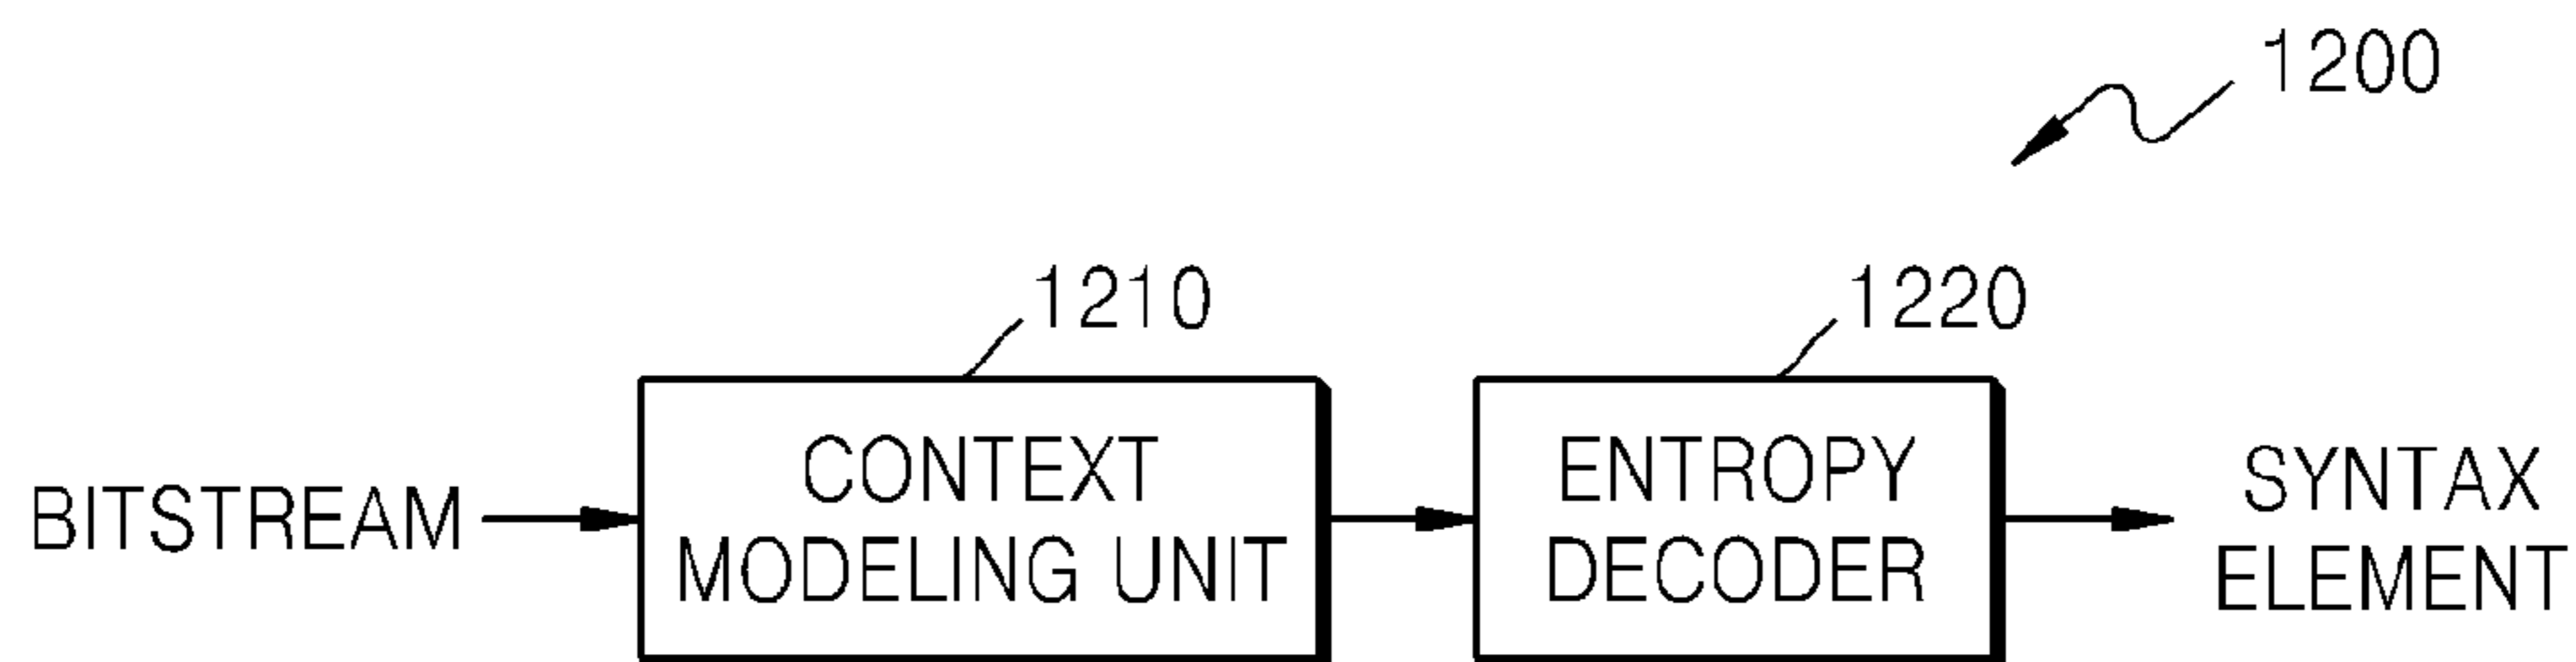 1200
1210
1220
BITSTREAM
CONTEXT
MODELING UNIT
ENTROPY
DECODER
SYNTAX
ELEMENT